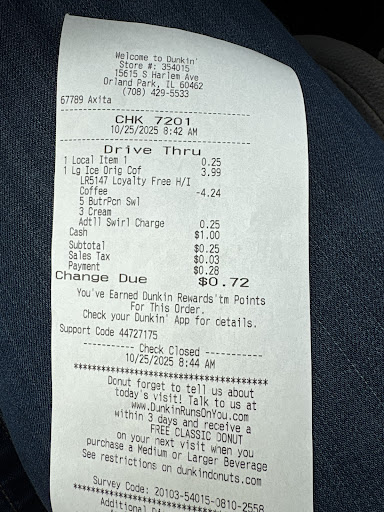 Welcome to Dunkin'
Store #: 354015
15615 S Harlem Ave
Orland Park, IL 60462
(708) 429-5533
67789 Axita
CHK 7201
10/25/2025 8:42 AM
Drive Thru
1 Local Item 1 0.25
1 Lg Ice Orig Cof 3.99
LR5147 Loyalty Free H/I
Coffee -4.24
5 ButrPcn Swl
3 Cream
Adtl Swirl Charge 0.25
Cash $1.00
Subtotal $0.25
Sales Tax $0.03
Payment $0.28
Change Due $0.72
You've Earned Dunkin Rewards'tm Points
For This Order.
Check your Dunkin' App for details.
Support Code 44727175
----------- Check Closed -----------
10/25/2025 8:44 AM
****************************************
Donut forget to tell us about
today's visit! Talk to us at
www.DunkinRunsOnYou.com
within 3 days and receive a
FREE CLASSIC DONUT
on your next visit when you
purchase a Medium or Larger Beverage
See restrictions on dunkindonuts.com
Survey Code: 20103-54015-0810-2558
****************************************
Additional